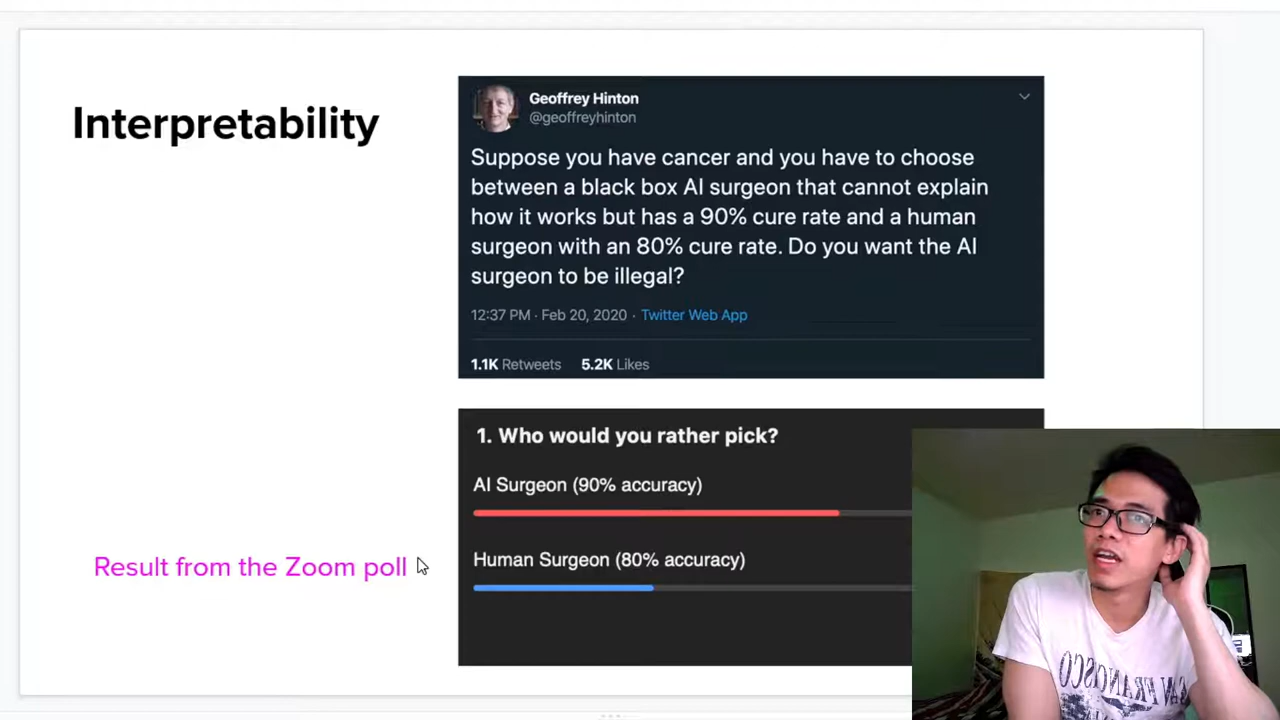 Interpretability
Geoffrey Hinton
@geoffreyhinton
Suppose you have cancer and you have to choose
between a black box AI surgeon that cannot explain
how it works but has a 90% cure rate and a human
surgeon with an 80% cure rate. Do you want the AI
surgeon to be illegal?
12:37 PM · Feb 20, 2020 · Twitter Web App
1.1K Retweets 5.2K Likes
1. Who would you rather pick?
AI Surgeon (90% accuracy)
Human Surgeon (80% accuracy)
Result from the Zoom poll
SAN FRANCISCO